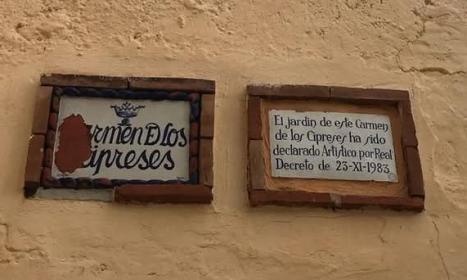 armen D los
ipreses
El jardin de este Carmen
de los Cipreses ha sido
declarado Artístico por Real
Decreto de 23-XI-1983